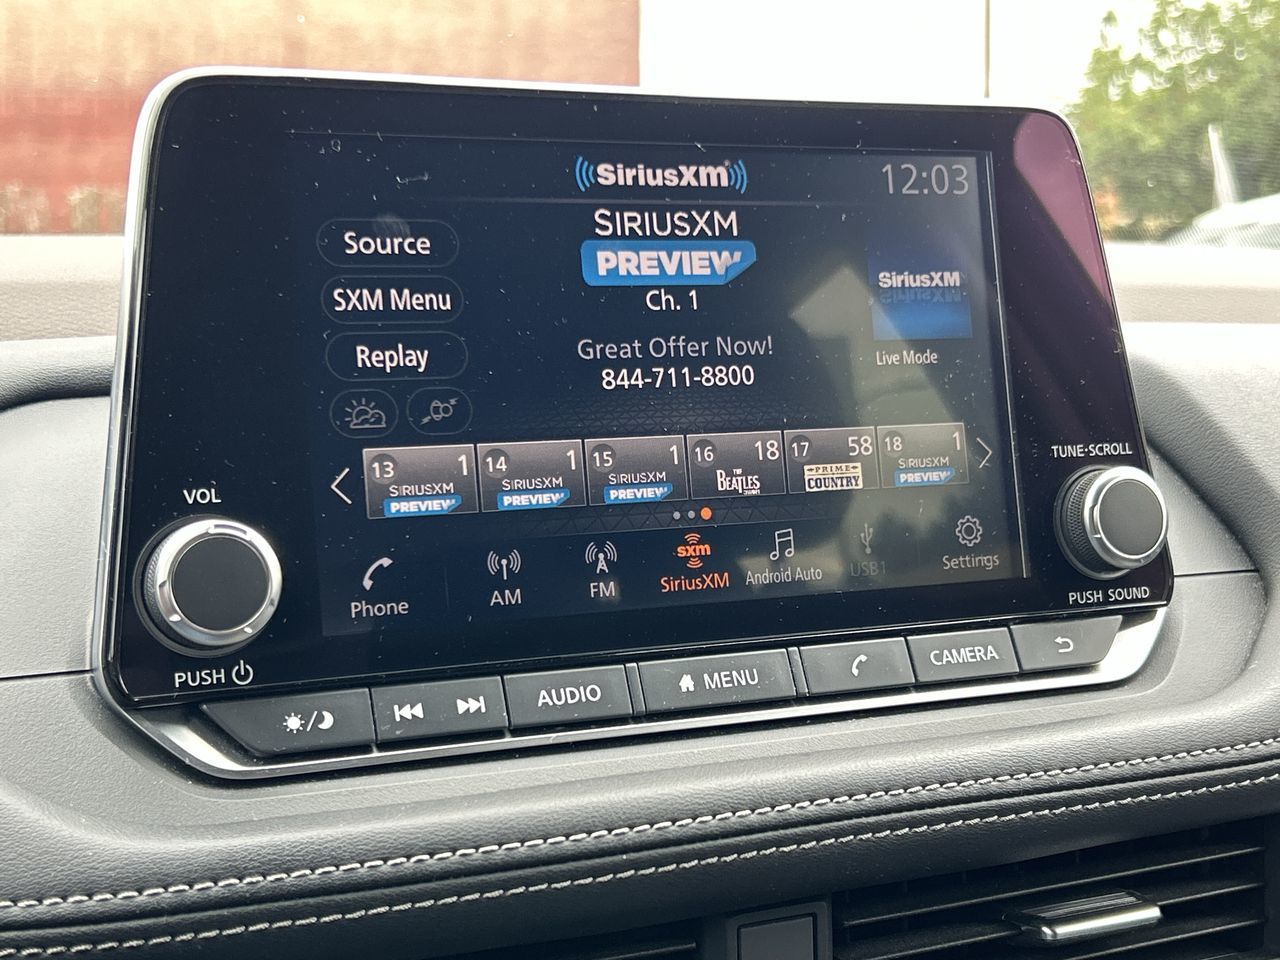 SiriusXM
12:03
Source
SXM Menu
Replay
SIRIUSXM
PREVIEW
Ch. 1
Great Offer Now!
844-711-8800
SiriusXM
Live Mode
13 1
SIRIUSXM
PREVIEW
14 1
SIRIUSXM
PREVIEW
15 1
SIRIUSXM
PREVIEW
16 18
THE
BEATLES
17 58
PRIME
COUNTRY
18 1
SIRIUSXM
PREVIEW
Phone
AM
FM
sxm
SiriusXM
Android Auto
USB1
Settings
VOL
PUSH
TUNE·SCROLL
PUSH SOUND
AUDIO
MENU
CAMERA